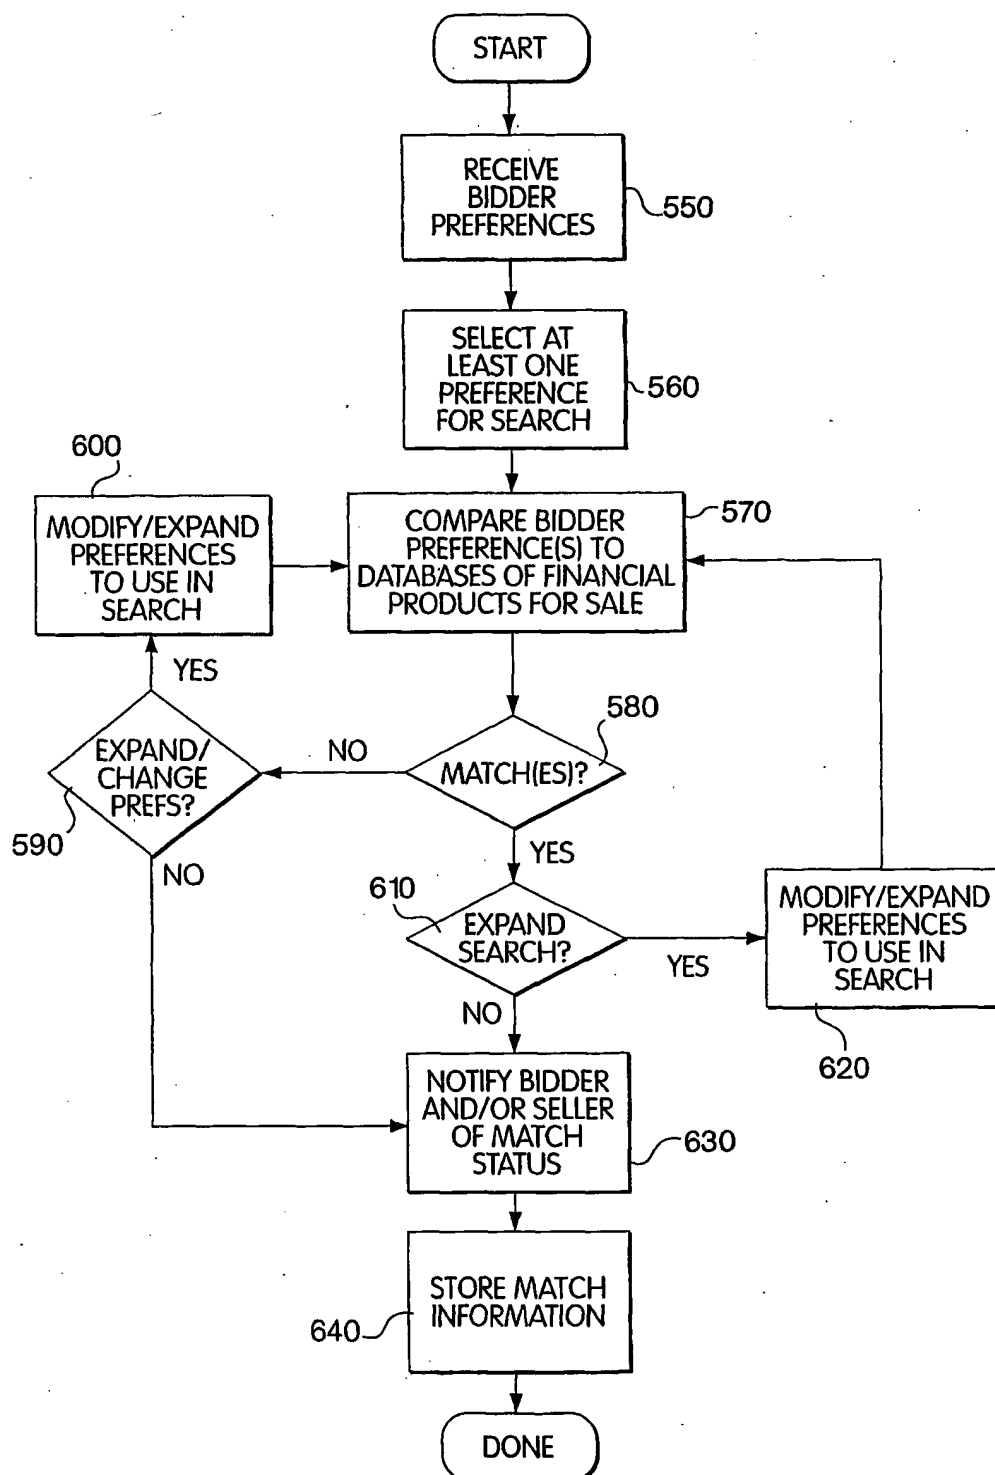 START
RECEIVE
BIDDER
PREFERENCES
550
SELECT AT
LEAST ONE
PREFERENCE
FOR SEARCH
560
600
MODIFY/EXPAND
PREFERENCES
TO USE IN
SEARCH
COMPARE BIDDER
PREFERENCE(S) TO
DATABASES OF FINANCIAL
PRODUCTS FOR SALE
570
YES
580
EXPAND/
CHANGE
PREFS?
NO
MATCH(ES)?
590
NO
YES
610
EXPAND
SEARCH?
YES
MODIFY/EXPAND
PREFERENCES
TO USE IN
SEARCH
NO
620
NOTIFY BIDDER
AND/OR SELLER
OF MATCH
STATUS
630
STORE MATCH
INFORMATION
640
DONE